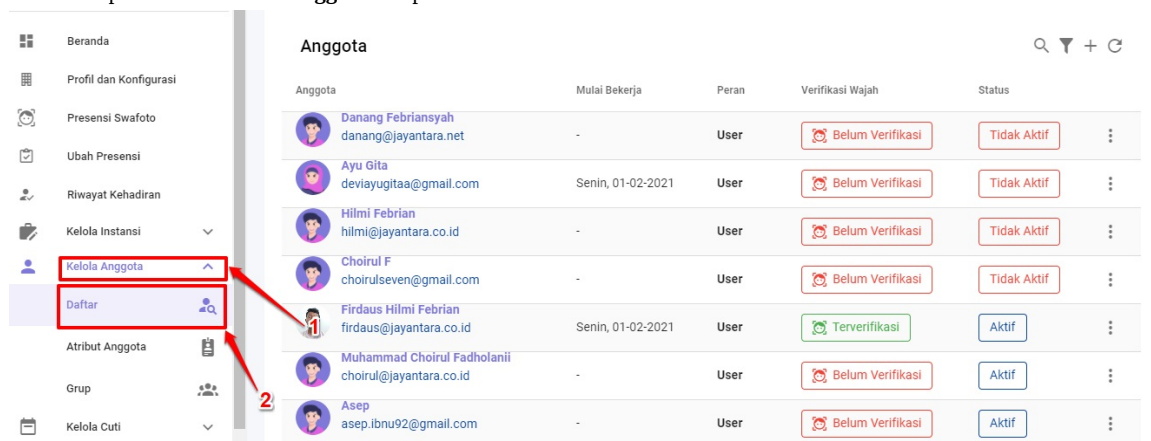 Beranda
Profil dan Konfigurasi
Presensi Swafoto
Ubah Presensi
Riwayat Kehadiran
Kelola Instansi
Kelola Anggota
Daftar
Atribut Anggota
Grup
Kelola Cuti
1
2
Anggota
Anggota Mulai Bekerja Peran Verifikasi Wajah Status
Danang Febriansyah
danang@jayantara.net - User Belum Verifikasi Tidak Aktif
Ayu Gita
deviayugitaa@gmail.com Senin, 01-02-2021 User Belum Verifikasi Tidak Aktif
Hilmi Febrian
hilmi@jayantara.co.id - User Belum Verifikasi Tidak Aktif
Choirul F
choirulseven@gmail.com - User Belum Verifikasi Tidak Aktif
Firdaus Hilmi Febrian
firdaus@jayantara.co.id Senin, 01-02-2021 User Terverifikasi Aktif
Muhammad Choirul Fadholanii
choirul@jayantara.co.id - User Belum Verifikasi Aktif
Asep
asep.ibnu92@gmail.com - User Belum Verifikasi Aktif